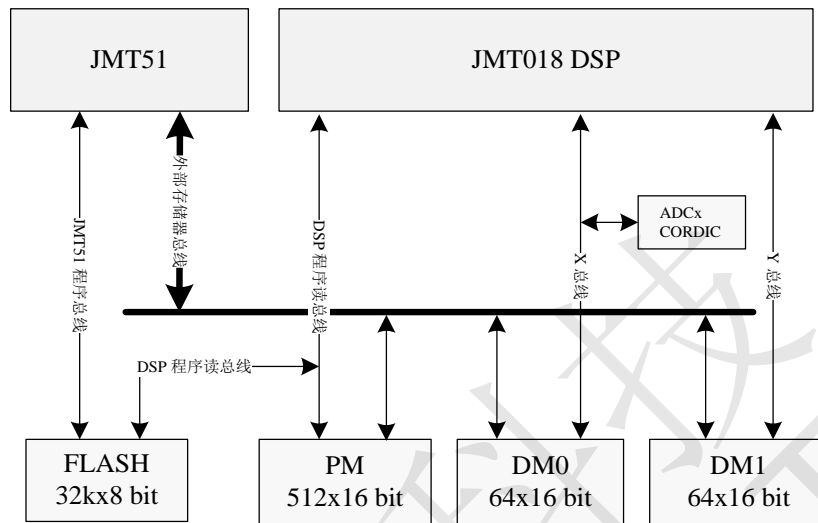 JMT51
JMT018 DSP
JMT51 程序总线
外部存储器总线
DSP 程序读总线
X 总线
Y 总线
ADCx
CORDIC
DSP 程序读总线
FLASH
32kx8 bit
PM
512x16 bit
DM0
64x16 bit
DM1
64x16 bit
科技